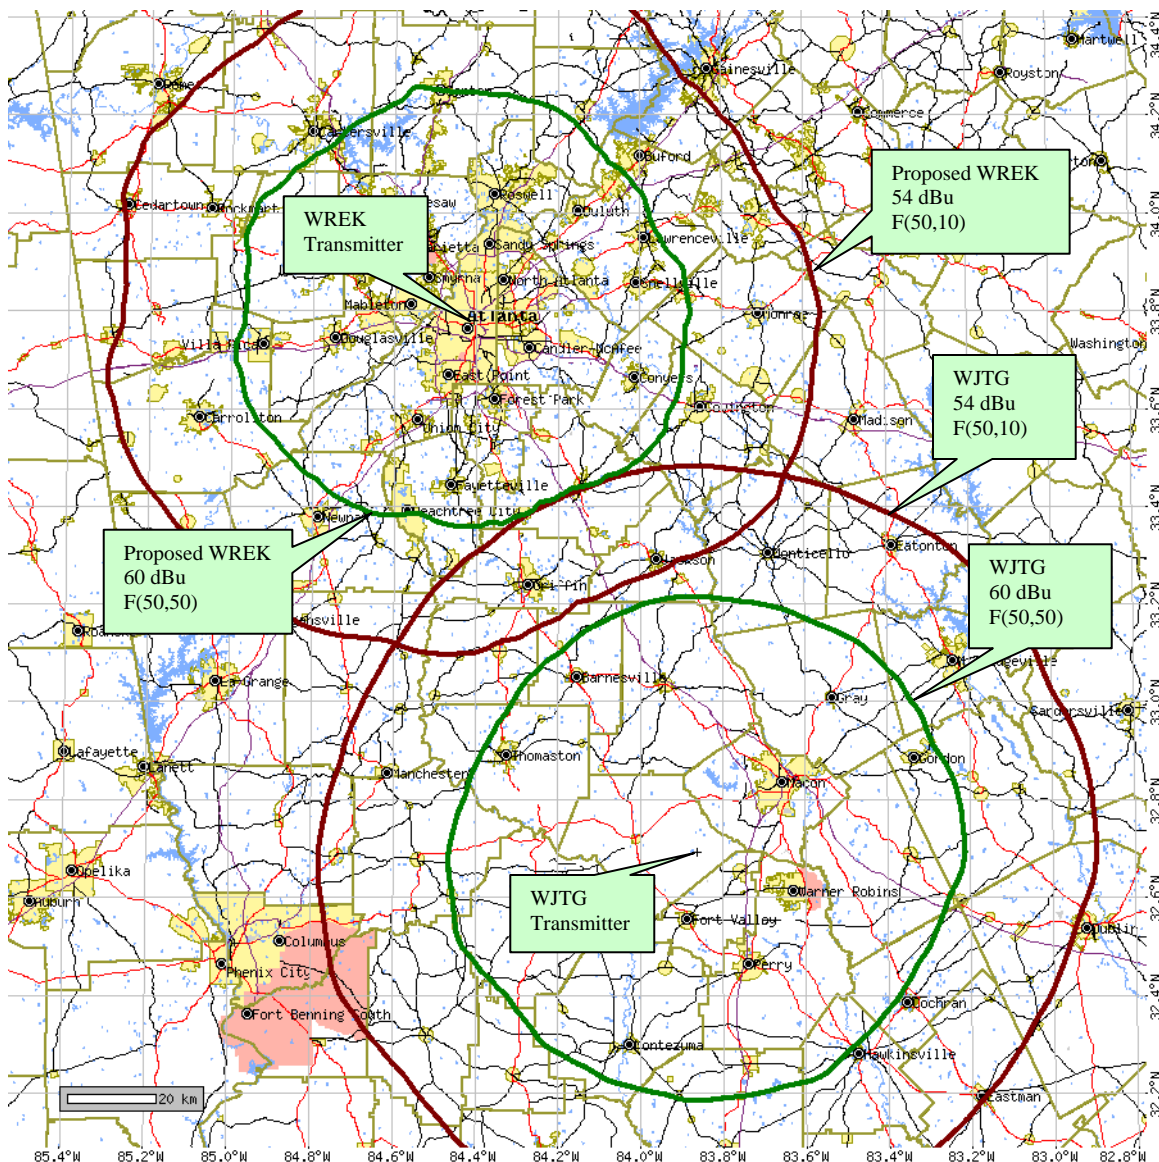 Hartwell
Gainesville
Royston
Rome
Canton
Commerce
Cartersville
Buford
Proposed WREK
54 dBu
F(50,10)
Roswell
Cedartown
Duluth
WREK
Transmitter
Sandy Springs
Lawrenceville
Smyrna
North Atlanta
Snellville
Mableton
Atlanta
Monroe
Villa Rica
Douglasville
Candler-McAfee
Washington
East Point
Conyers
WJTG
54 dBu
F(50,10)
Forest Park
Covington
Carrollton
Union City
Madison
Fayetteville
Peachtree City
Newnan
Proposed WREK
60 dBu
F(50,50)
Jackson
Monticello
Eatonton
WJTG
60 dBu
F(50,50)
Griffin
Barnesville
La Grange
Gray
Sandersville
Lafayette
Lanett
Thomaston
Manchester
Gordon
Macon
Opelika
WJTG
Transmitter
Warner Robins
Auburn
Fort Valley
Dublin
Columbus
Phenix City
Perry
Cochran
Fort Benning South
Montezuma
Hawkinsville
Eastman
20 km
34.4°N
34.2°N
34.0°N
33.8°N
33.6°N
33.4°N
33.2°N
33.0°N
32.8°N
32.6°N
32.4°N
32.2°N
85.4°W 85.2°W 85.0°W 84.8°W 84.6°W 84.4°W 84.2°W 84.0°W 83.8°W 83.6°W 83.4°W 83.2°W 83.0°W 82.8°W